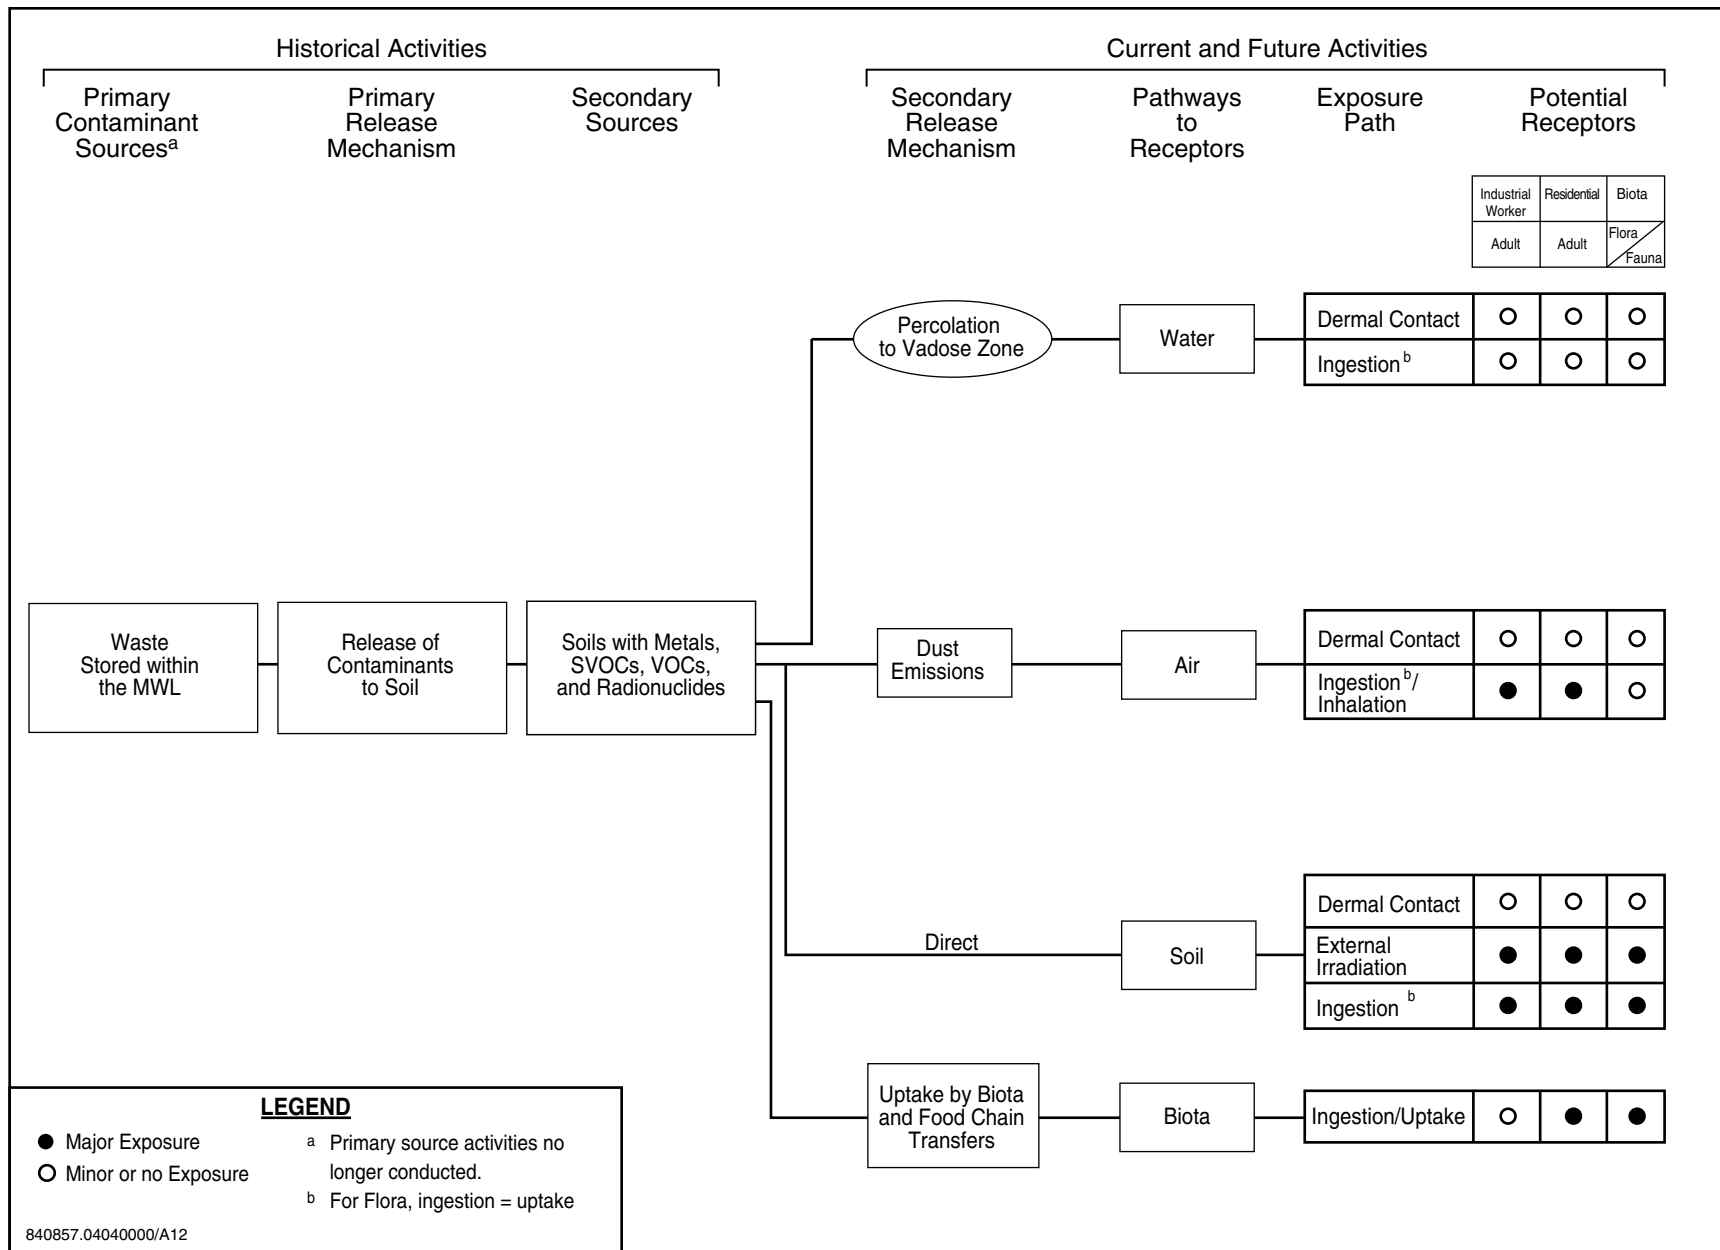 Historical Activities
Current and Future Activities
Primary
Contaminant
Sourcesᵃ
Primary
Release
Mechanism
Secondary
Sources
Secondary
Release
Mechanism
Pathways
to
Receptors
Exposure
Path
Potential
Receptors
Industrial
Worker
Residential
Biota
Adult
Adult
Flora
Fauna
Percolation
to Vadose Zone
Water
Dermal Contact
Ingestion ᵇ
Waste
Stored within
the MWL
Release of
Contaminants
to Soil
Soils with Metals,
SVOCs, VOCs,
and Radionuclides
Dust
Emissions
Air
Dermal Contact
Ingestion ᵇ/
Inhalation
Direct
Soil
Dermal Contact
External
Irradiation
Ingestion ᵇ
Uptake by Biota
and Food Chain
Transfers
Biota
Ingestion/Uptake
LEGEND
Major Exposure
Minor or no Exposure
a Primary source activities no
longer conducted.
b For Flora, ingestion = uptake
840857.04040000/A12